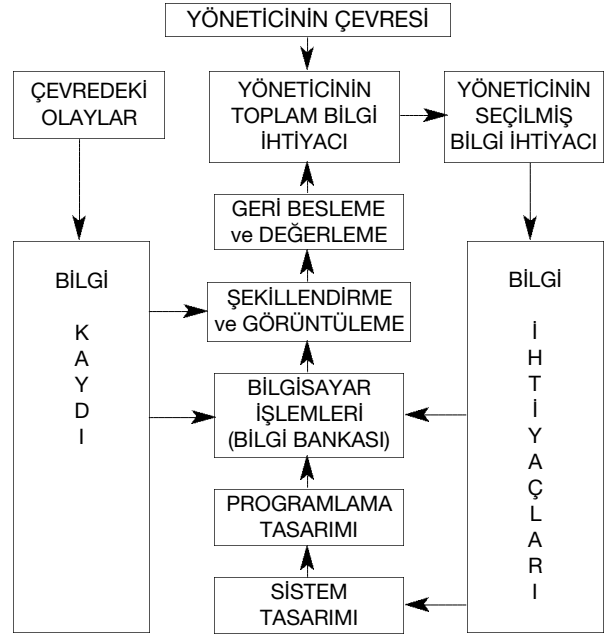 YÖNETİCİNİN ÇEVRESİ
ÇEVREDEKİ
OLAYLAR
YÖNETİCİNİN
TOPLAM BİLGİ
İHTİYACI
YÖNETİCİNİN
SEÇİLMİŞ
BİLGİ İHTİYACI
GERİ BESLEME
ve DEĞERLEME
BİLGİ
K
A
Y
D
I
ŞEKİLLENDİRME
ve GÖRÜNTÜLEME
BİLGİSAYAR
İŞLEMLERİ
(BİLGİ BANKASI)
PROGRAMLAMA
TASARIMI
SİSTEM
TASARIMI
BİLGİ
İ
H
T
İ
Y
A
Ç
L
A
R
I